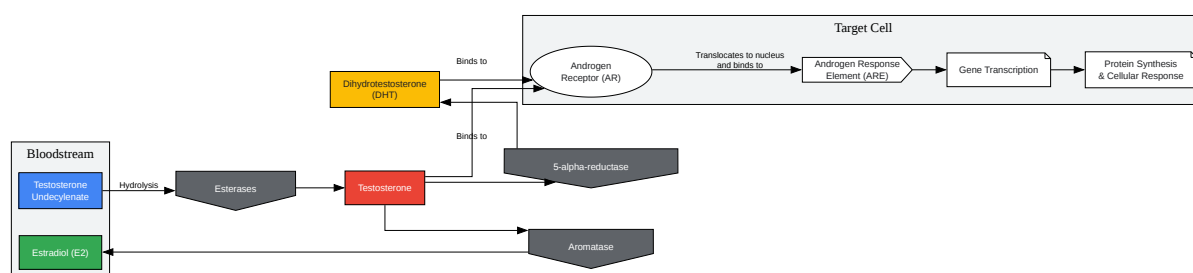 Target Cell
Binds to
Androgen
Receptor (AR)
Translocates to nucleus
and binds to
Androgen Response
Element (ARE)
Gene Transcription
Protein Synthesis
& Cellular Response
Dihydrotestosterone
(DHT)
Binds to
Bloodstream
5-alpha-reductase
Testosterone
Undecylenate
Hydrolysis
Esterases
Testosterone
Estradiol (E2)
Aromatase